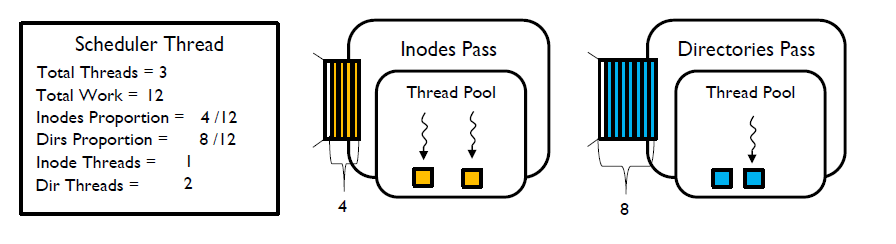 Scheduler Thread
Total Threads = 3
Total Work = 12
Inodes Proportion = 4 /12
Dirs Proportion = 8 /12
Inode Threads = 1
Dir Threads = 2
Inodes Pass
Thread Pool
4
Directories Pass
Thread Pool
8